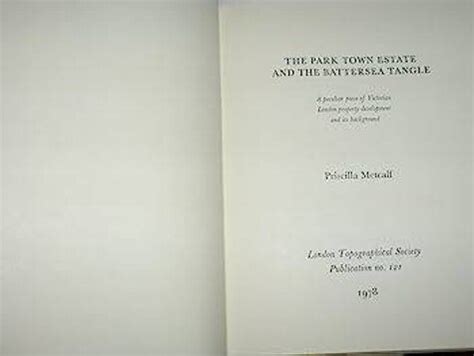 THE PARK TOWN ESTATE
AND THE BATTERSEA TANGLE
A peculiar piece of Victorian
London property development
and its background
Priscilla Metcalf
London Topographical Society
Publication no. 121
1978